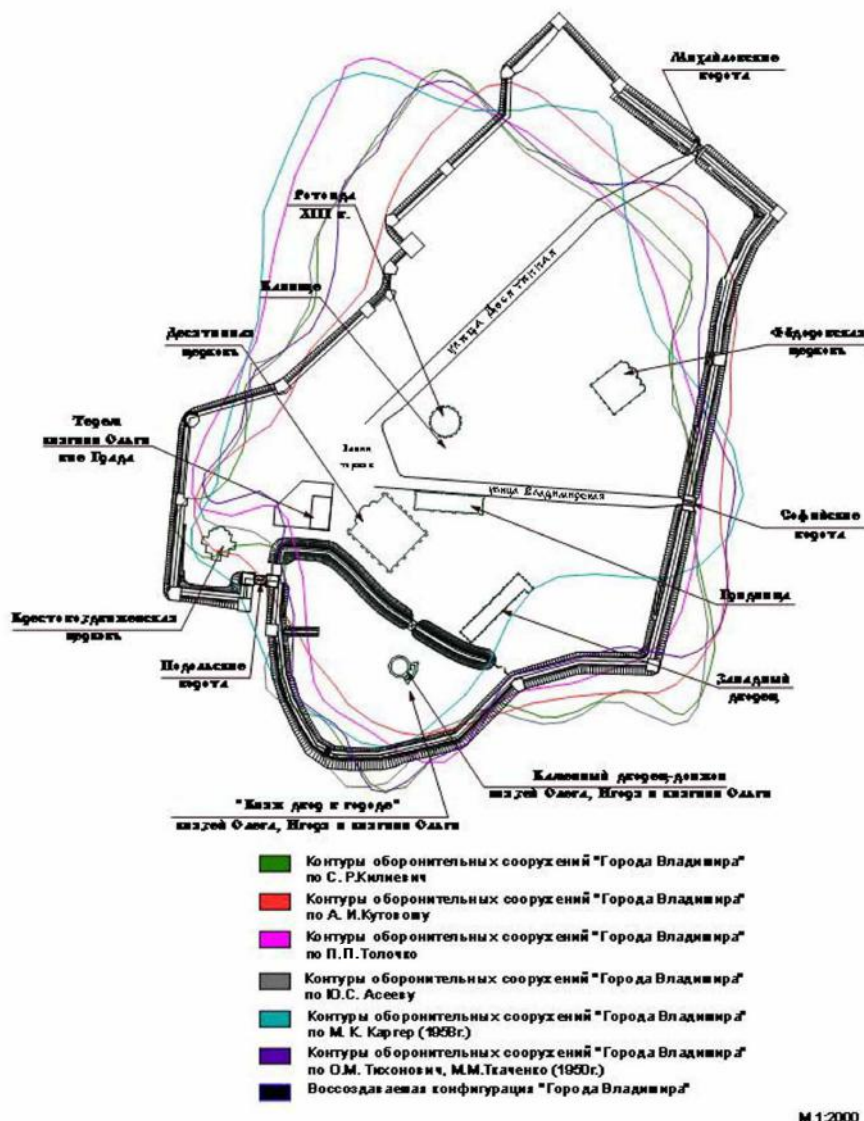 Михайловские
ворота
Ротонда
XIII в.
Капище
Десятинная
церковь
улица Десятинная
Фёдоровская
церковь
Терем
княгини Ольги
вне Града
Бабин
торжок
улица Владимирская
Софийские
ворота
Гридница
Крестовоздвиженская
церковь
Подольские
ворота
Западный
дворец
Каменный дворец-донжон
князей Олега, Игоря и княгини Ольги
"Княж двор в городе"
князей Олега, Игоря и княгини Ольги
Контуры оборонительных сооружений "Города Владимира"
по С. Р.Килиевич
Контуры оборонительных сооружений "Города Владимира"
по А. И.Кутовому
Контуры оборонительных сооружений "Города Владимира"
по П.П.Толочко
Контуры оборонительных сооружений "Города Владимира"
по Ю.С. Асееву
Контуры оборонительных сооружений "Города Владимира"
по М. К. Каргер (1958г.)
Контуры оборонительных сооружений "Города Владимира"
по О.М. Тихонович, М.М.Ткаченко (1950г.)
Воссоздаваемая конфигурация "Города Владимира"
М 1:2000